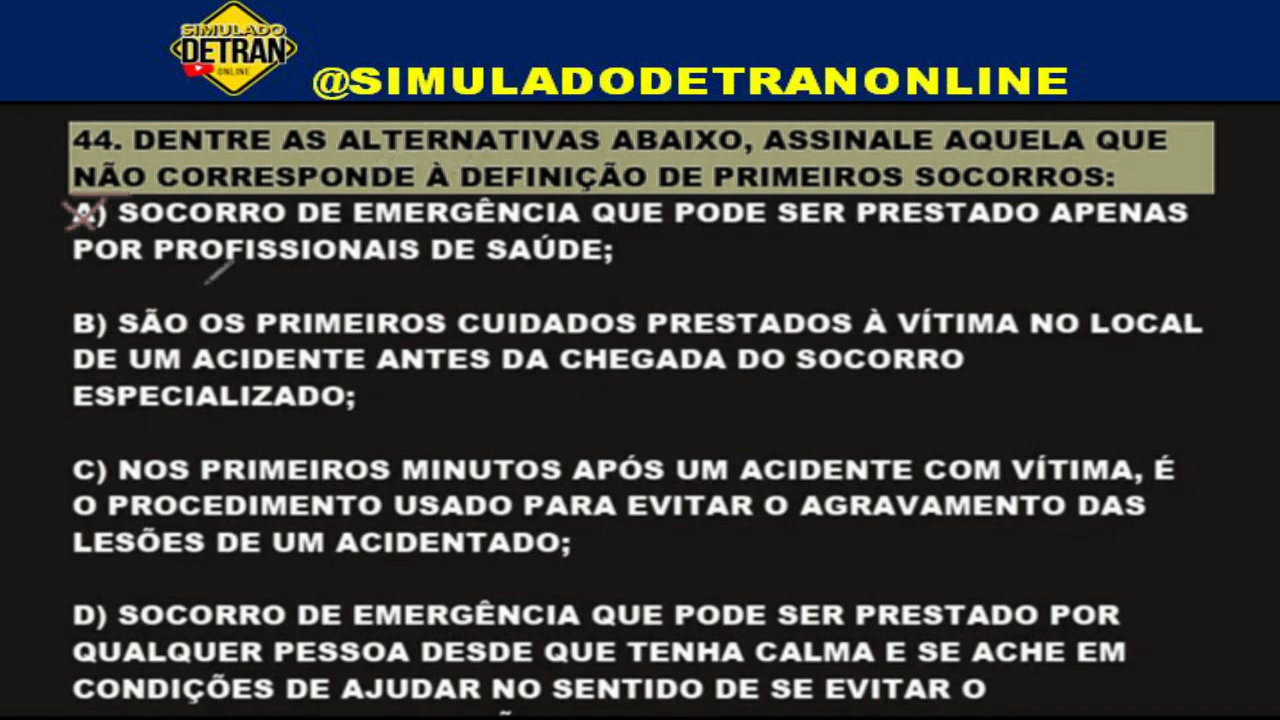 SIMULADO
DETRAN
ONLINE
@SIMULADODETRANONLINE
44. DENTRE AS ALTERNATIVAS ABAIXO, ASSINALE AQUELA QUE
NÃO CORRESPONDE À DEFINIÇÃO DE PRIMEIROS SOCORROS:
A) SOCORRO DE EMERGÊNCIA QUE PODE SER PRESTADO APENAS
POR PROFISSIONAIS DE SAÚDE;
B) SÃO OS PRIMEIROS CUIDADOS PRESTADOS À VÍTIMA NO LOCAL
DE UM ACIDENTE ANTES DA CHEGADA DO SOCORRO
ESPECIALIZADO;
C) NOS PRIMEIROS MINUTOS APÓS UM ACIDENTE COM VÍTIMA, É
O PROCEDIMENTO USADO PARA EVITAR O AGRAVAMENTO DAS
LESÕES DE UM ACIDENTADO;
D) SOCORRO DE EMERGÊNCIA QUE PODE SER PRESTADO POR
QUALQUER PESSOA DESDE QUE TENHA CALMA E SE ACHE EM
CONDIÇÕES DE AJUDAR NO SENTIDO DE SE EVITAR O